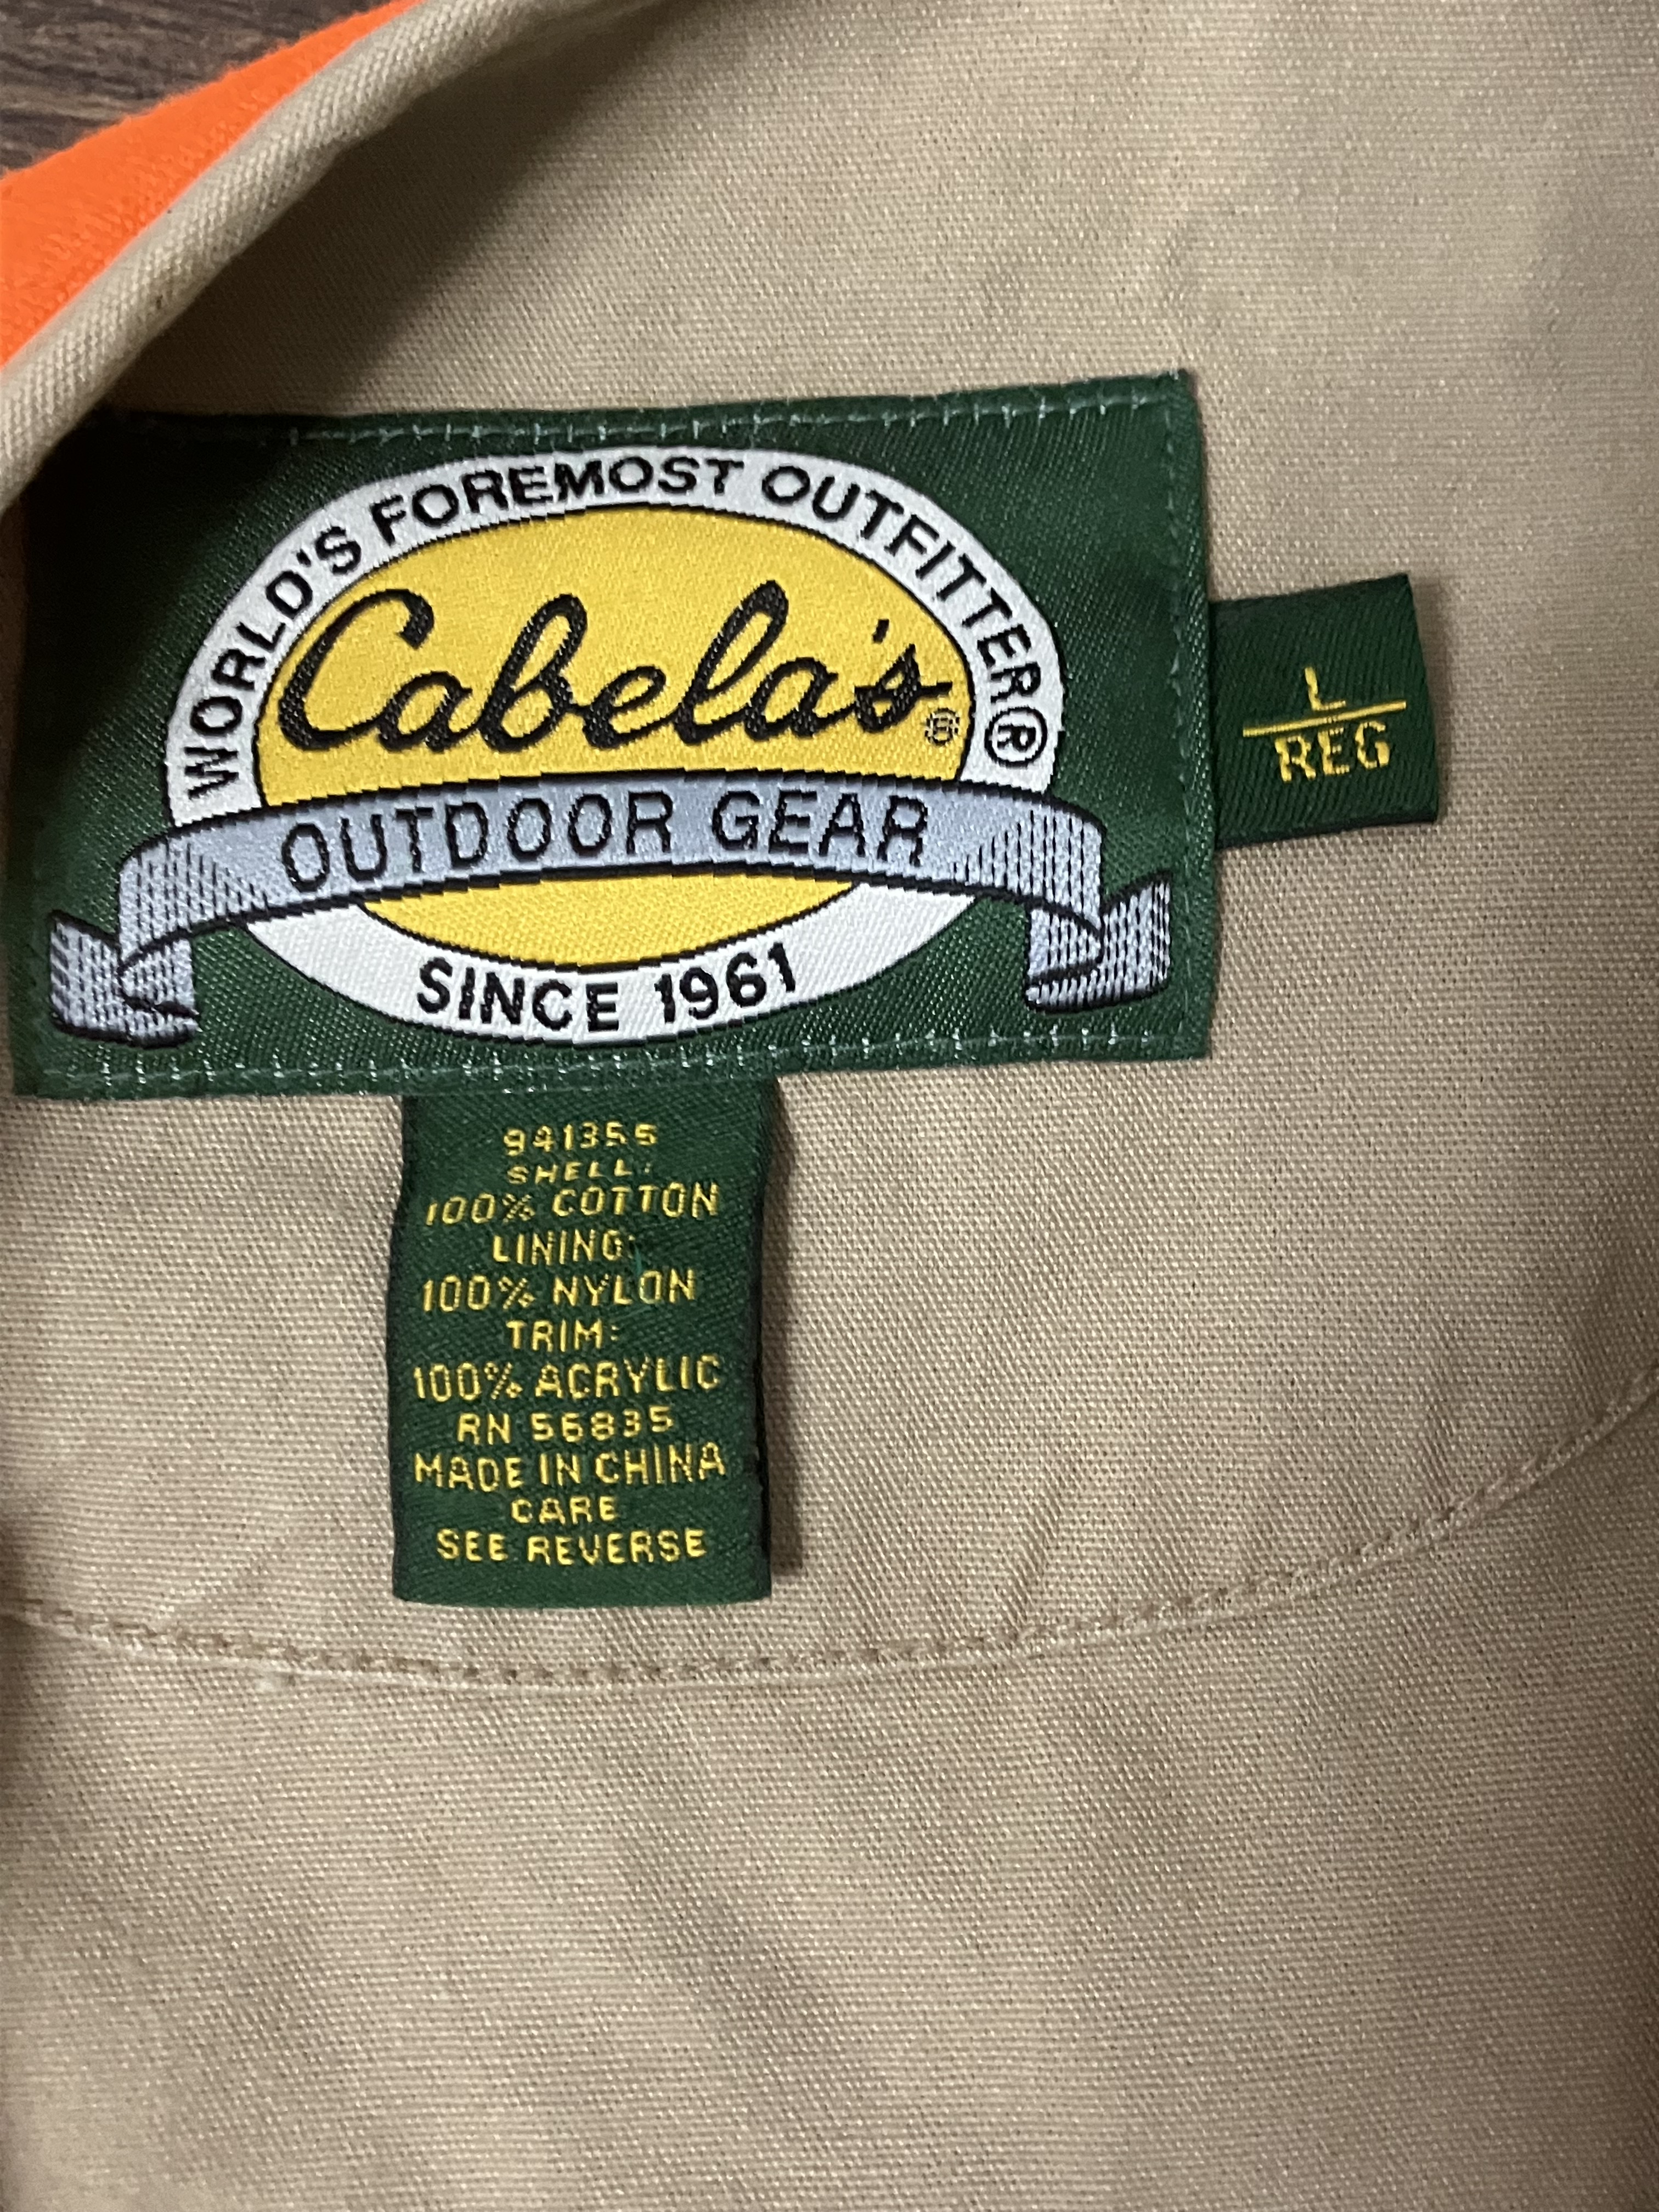 WORLD'S FOREMOST OUTFITTER®
Cabela's®
OUTDOOR GEAR
SINCE 1961
L
REG
941355
SHELL:
100% COTTON
LINING:
100% NYLON
TRIM:
100% ACRYLIC
RN 56835
MADE IN CHINA
CARE
SEE REVERSE